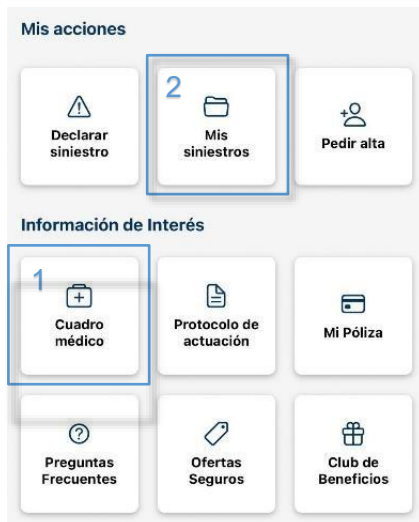 Mis acciones
2
Declarar
siniestro
Mis
siniestros
Pedir alta
Información de Interés
1
Cuadro
médico
Protocolo de
actuación
Mi Póliza
Preguntas
Frecuentes
Ofertas
Seguros
Club de
Beneficios